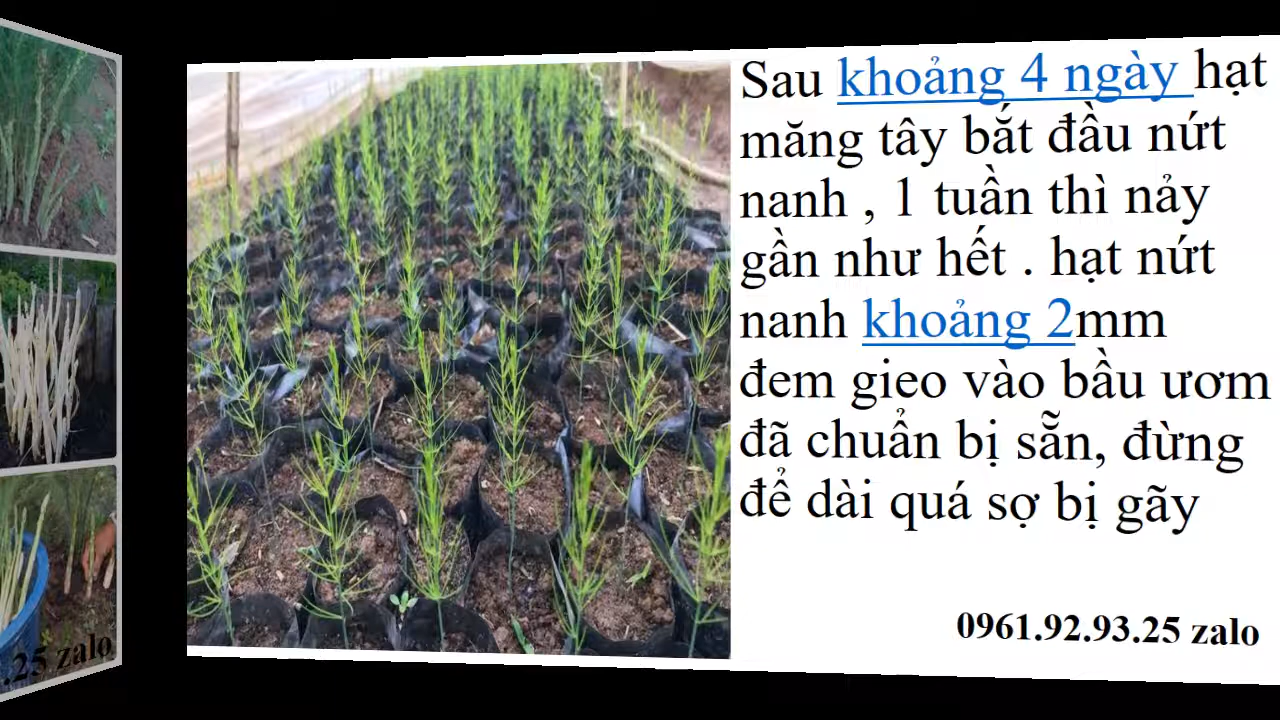 Sau khoảng 4 ngày hạt
măng tây bắt đầu nứt
nanh , 1 tuần thì nảy
gần như hết . hạt nứt
nanh khoảng 2mm
đem gieo vào bầu ươm
đã chuẩn bị sẵn, đừng
để dài quá sợ bị gãy
0961.92.93.25 zalo
.25 zalo